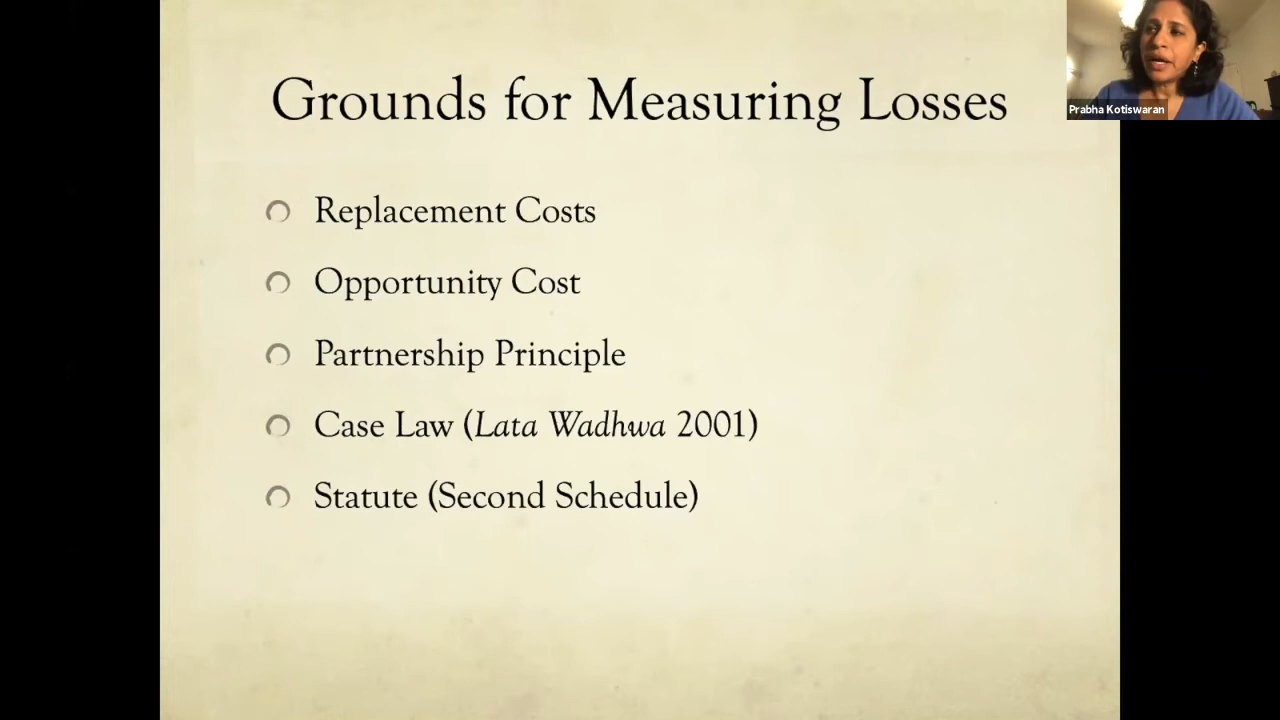 Grounds for Measuring Losses
Prabha Kotiswaran
Replacement Costs
Opportunity Cost
Partnership Principle
Case Law (Lata Wadhwa 2001)
Statute (Second Schedule)